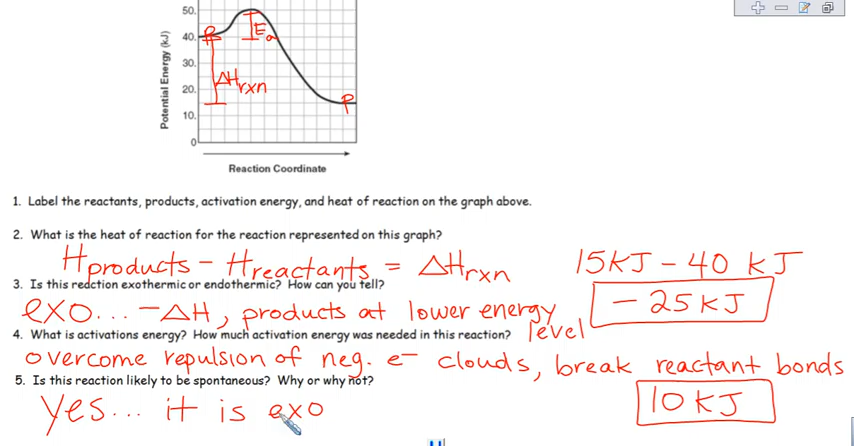 50.
40.
30.
20.
10.
0
Potential Energy (kJ)
R
Ea
ΔHrxn
P
Reaction Coordinate
1. Label the reactants, products, activation energy, and heat of reaction on the graph above.
2. What is the heat of reaction for the reaction represented on this graph?
Hproducts - Hreactants = ΔHrxn
15KJ - 40 KJ
- 25 KJ
3. Is this reaction exothermic or endothermic? How can you tell?
exo... -ΔH, products at lower energy
level
4. What is activations energy? How much activation energy was needed in this reaction?
overcome repulsion of neg. e- clouds, break reactant bonds
10 KJ
5. Is this reaction likely to be spontaneous? Why or why not?
Yes... it is exo